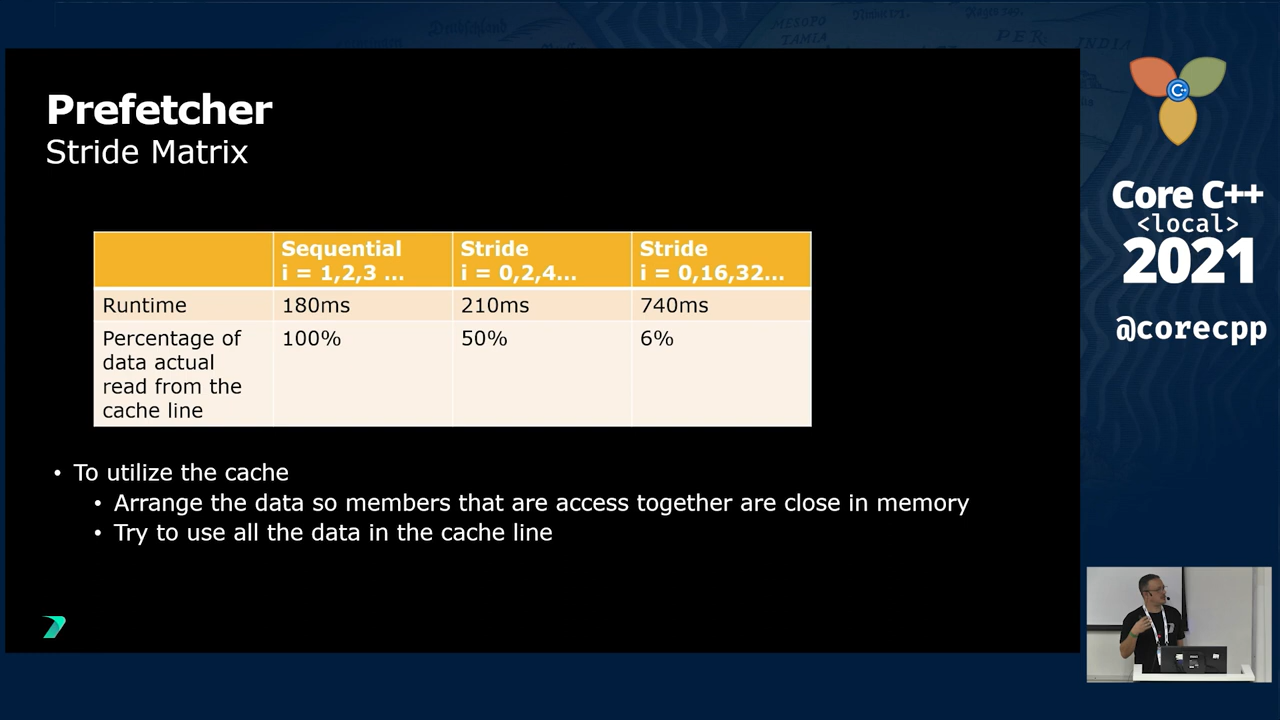 Prefetcher
Stride Matrix
Sequential
i = 1,2,3 ...
Stride
i = 0,2,4...
Stride
i = 0,16,32...
Runtime
180ms
210ms
740ms
Percentage of
data actual
read from the
cache line
100%
50%
6%
• To utilize the cache
• Arrange the data so members that are access together are close in memory
• Try to use all the data in the cache line
C++
Core C++
<local>
2021
@corecpp
MESOPO
TAMIA
INDIA